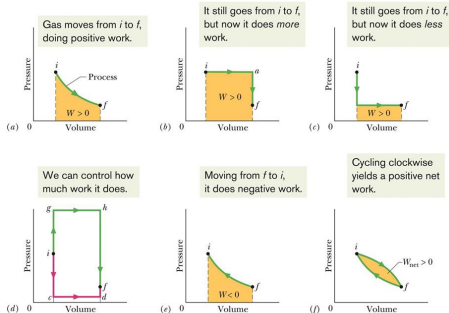 Gas moves from i to f,
doing positive work.
Pressure
i
Process
f
W > 0
0
Volume
(a)
It still goes from i to f,
but now it does more
work.
Pressure
i
a
f
W > 0
0
Volume
(b)
It still goes from i to f,
but now it does less
work.
Pressure
i
f
W > 0
0
Volume
(c)
We can control how
much work it does.
Pressure
g
h
i
f
c
d
0
Volume
(d)
Moving from f to i,
it does negative work.
Pressure
i
f
W < 0
0
Volume
(e)
Cycling clockwise
yields a positive net
work.
Pressure
i
Wnet > 0
f
0
Volume
(f)